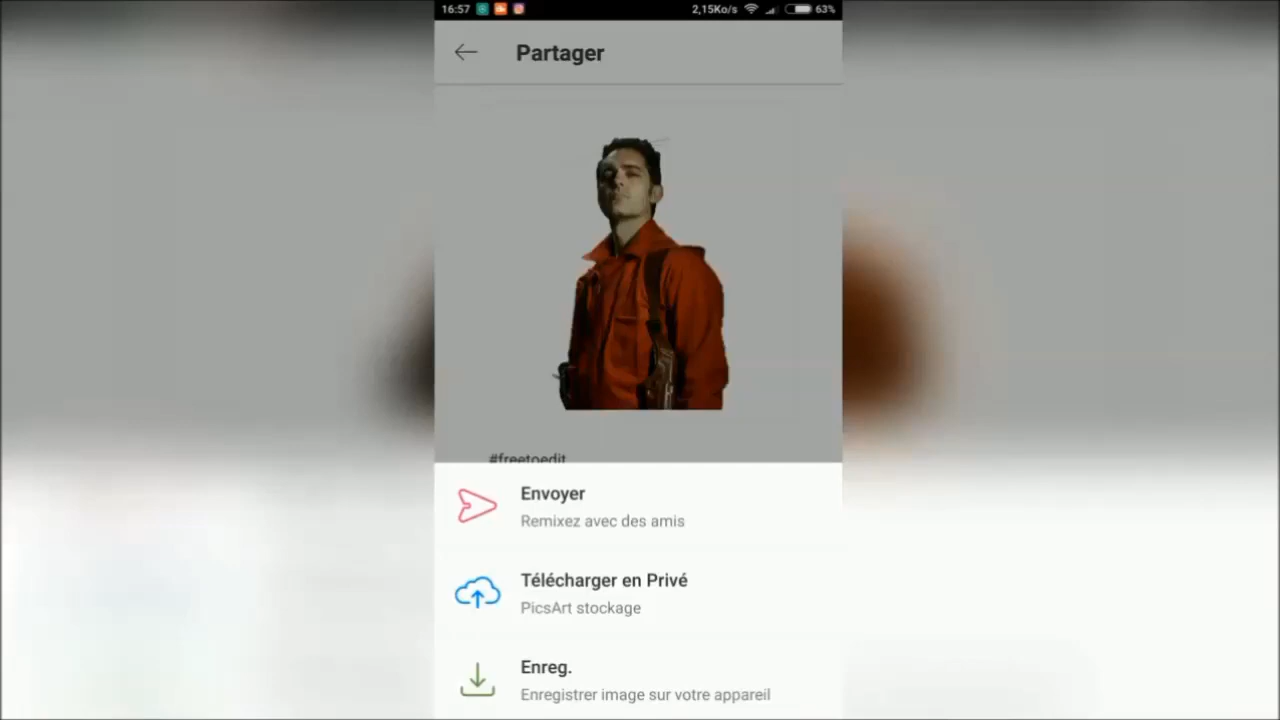 16:57 2,15Ko/s 63%
Partager
#freetoedit
Envoyer
Remixez avec des amis
Télécharger en Privé
PicsArt stockage
Enreg.
Enregistrer image sur votre appareil